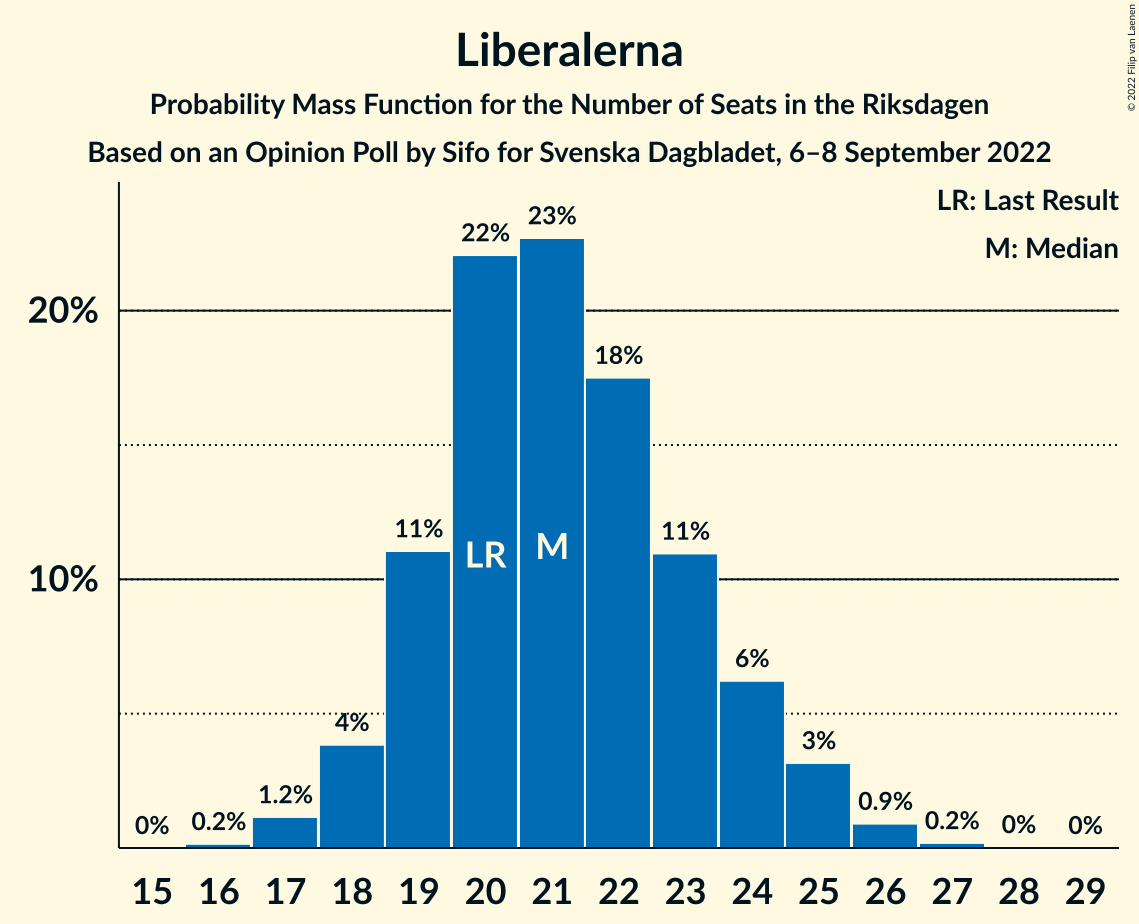 Liberalerna
Probability Mass Function for the Number of Seats in the Riksdagen
Based on an Opinion Poll by Sifo for Svenska Dagbladet, 6–8 September 2022
© 2022 Filip van Laenen
LR: Last Result
M: Median
20%
10%
0%
0.2%
1.2%
4%
11%
22%
23%
18%
11%
6%
3%
0.9%
0.2%
0%
0%
LR
M
15 16 17 18 19 20 21 22 23 24 25 26 27 28 29